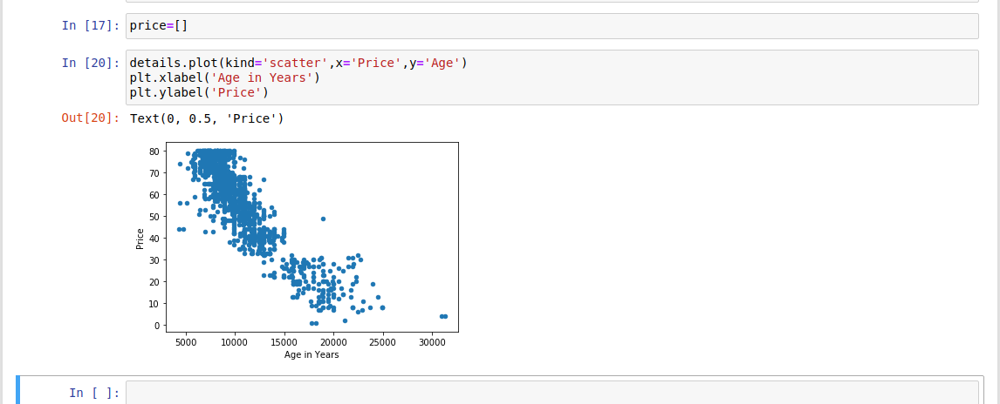 In [17]: price=[]
In [20]: details.plot(kind='scatter',x='Price',y='Age')
plt.xlabel('Age in Years')
plt.ylabel('Price')
Out[20]: Text(0, 0.5, 'Price')
80
70
60
50
40
30
20
10
0
Price
5000 10000 15000 20000 25000 30000
Age in Years
In [ ]: